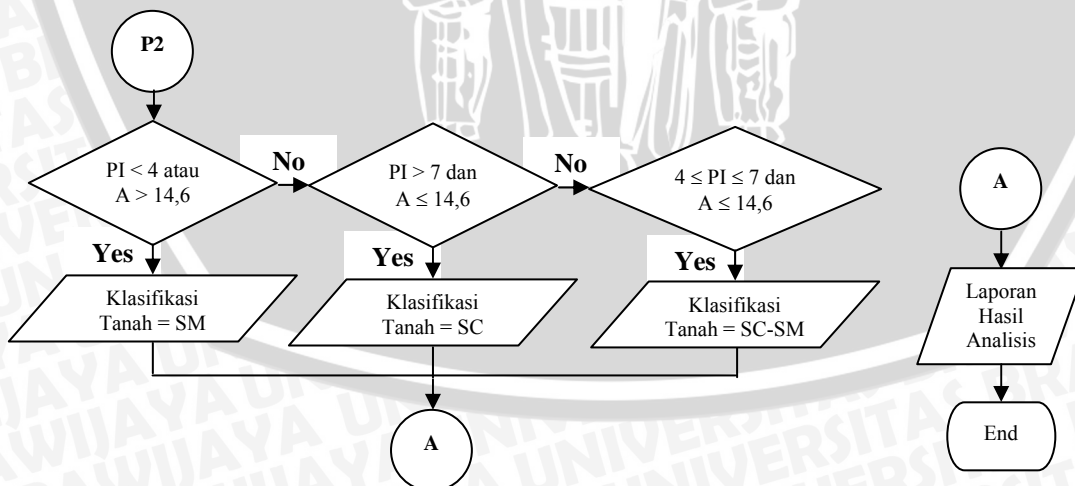 P2
PI < 4 atau
A > 14,6
No
PI > 7 dan
A ≤ 14,6
No
4 ≤ PI ≤ 7 dan
A ≤ 14,6
A
Yes
Yes
Yes
Klasifikasi
Tanah = SM
Klasifikasi
Tanah = SC
Klasifikasi
Tanah = SC-SM
Laporan
Hasil
Analisis
A
End